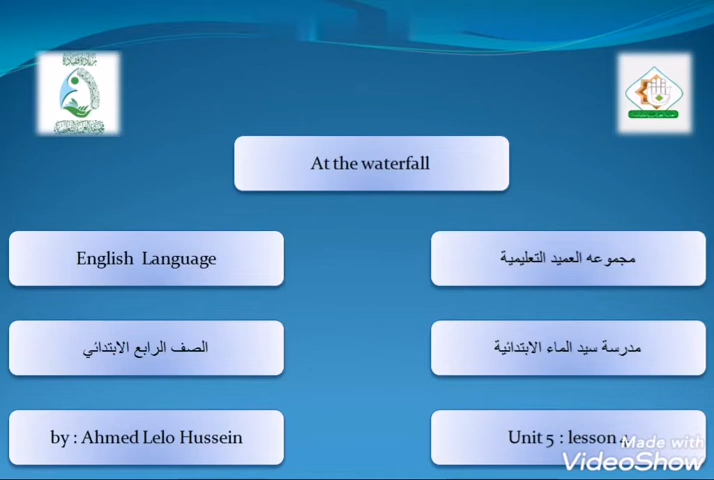 At the waterfall
English Language
مجموعه العميد التعليمية
الصف الرابع الابتدائي
مدرسة سيد الماء الابتدائية
by : Ahmed Lelo Hussein
Unit 5 : lesson
Made with
VideoShow